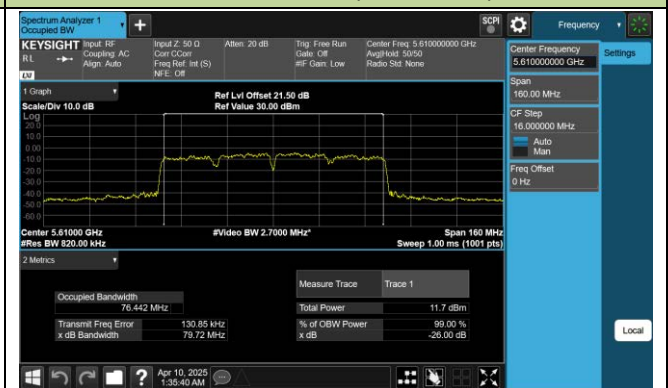 Spectrum Analyzer 1
Occupied BW
SCPI
Frequency
KEYSIGHT
Input: RF
Coupling: AC
Align: Auto
Input Z: 50 Ω
Corr CCorr
Freq Ref: Int (S)
NFE: Off
Atten: 20 dB
Trig: Free Run
Gate: Off
#IF Gain: Low
Center Freq: 5.610000000 GHz
Avg|Hold: 50/50
Radio Std: None
RL
LXI
Center Frequency
5.610000000 GHz
Settings
Span
160.00 MHz
CF Step
16.000000 MHz
Auto
Man
Freq Offset
0 Hz
1 Graph
Scale/Div 10.0 dB
Ref Lvl Offset 21.50 dB
Ref Value 30.00 dBm
Log
20.0
10.0
0.00
-10.0
-20.0
-30.0
-40.0
-50.0
-60.0
Center 5.61000 GHz
#Res BW 820.00 kHz
#Video BW 2.7000 MHz*
Span 160 MHz
Sweep 1.00 ms (1001 pts)
2 Metrics
Measure Trace
Trace 1
Occupied Bandwidth
76.442 MHz
Total Power
11.7 dBm
Transmit Freq Error
130.85 kHz
% of OBW Power
99.00 %
x dB Bandwidth
79.72 MHz
x dB
-26.00 dB
Local
?
Apr 10, 2025
1:35:40 AM